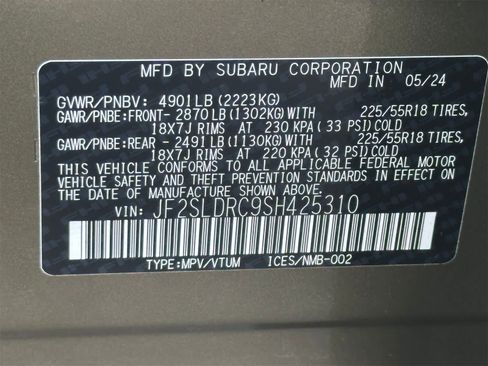 MFD BY SUBARU CORPORATION
MFD IN 05/24
GVWR/PNBV: 4901LB (2223KG)
GAWR/PNBE:FRONT- 2870LB (1302KG)WITH 225/55R18 TIRES,
18X7J RIMS AT 230 KPA (33 PSI)COLD
GAWR/PNBE:REAR - 2491LB (1130KG)WITH 225/55R18 TIRES,
18X7J RIMS AT 220 KPA (32 PSI)COLD
THIS VEHICLE CONFORMS TO ALL APPLICABLE FEDERAL MOTOR
VEHICLE SAFETY AND THEFT PREVENTION STANDARDS IN EFFECT ON
THE DATE OF MANUFACTURE SHOWN ABOVE.
VIN: JF2SLDRC9SH425310
TYPE:MPV/VTUM ICES/NMB-002